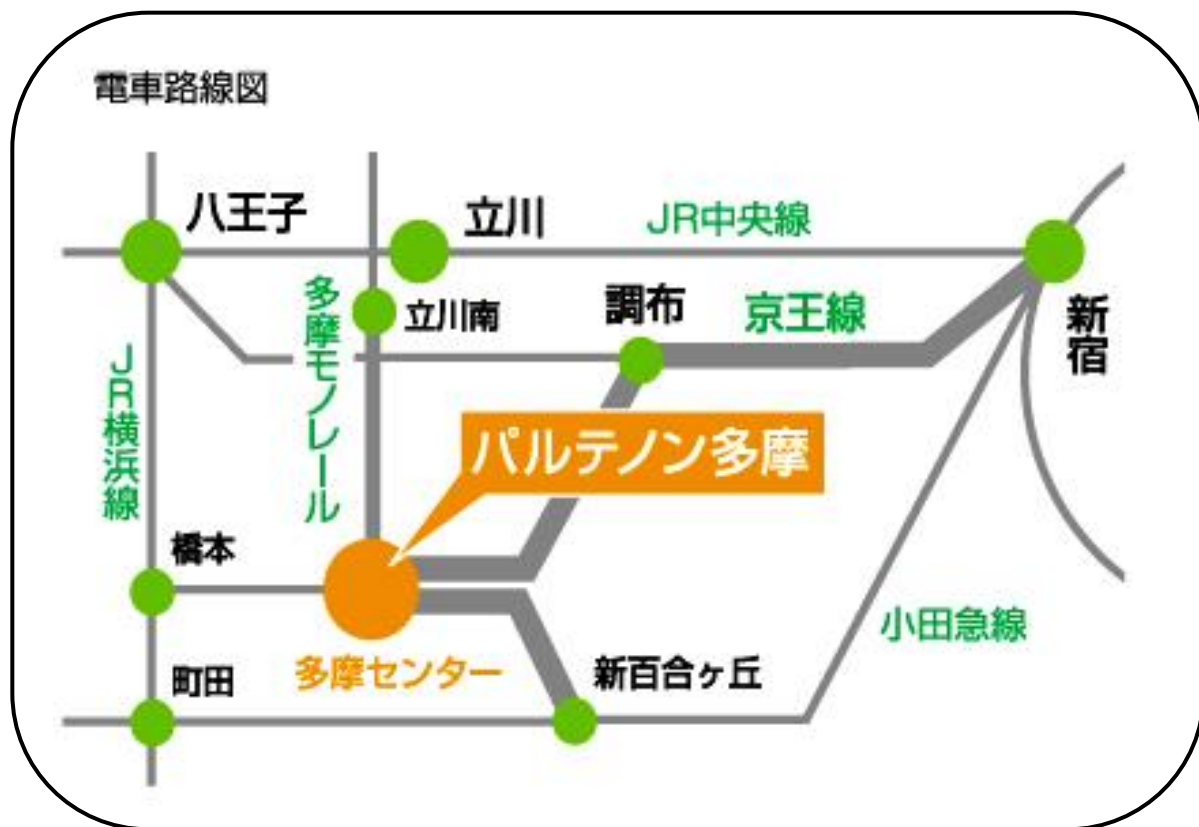 電車路線図
八王子
立川
JR中央線
多摩モノレール
立川南
調布
京王線
新宿
JR横浜線
パルテノン多摩
橋本
小田急線
町田
多摩センター
新百合ヶ丘